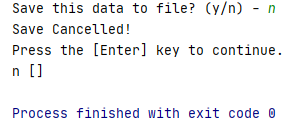 Save this data to file? (y/n) - n
Save Cancelled!
Press the [Enter] key to continue.
n []
Process finished with exit code 0